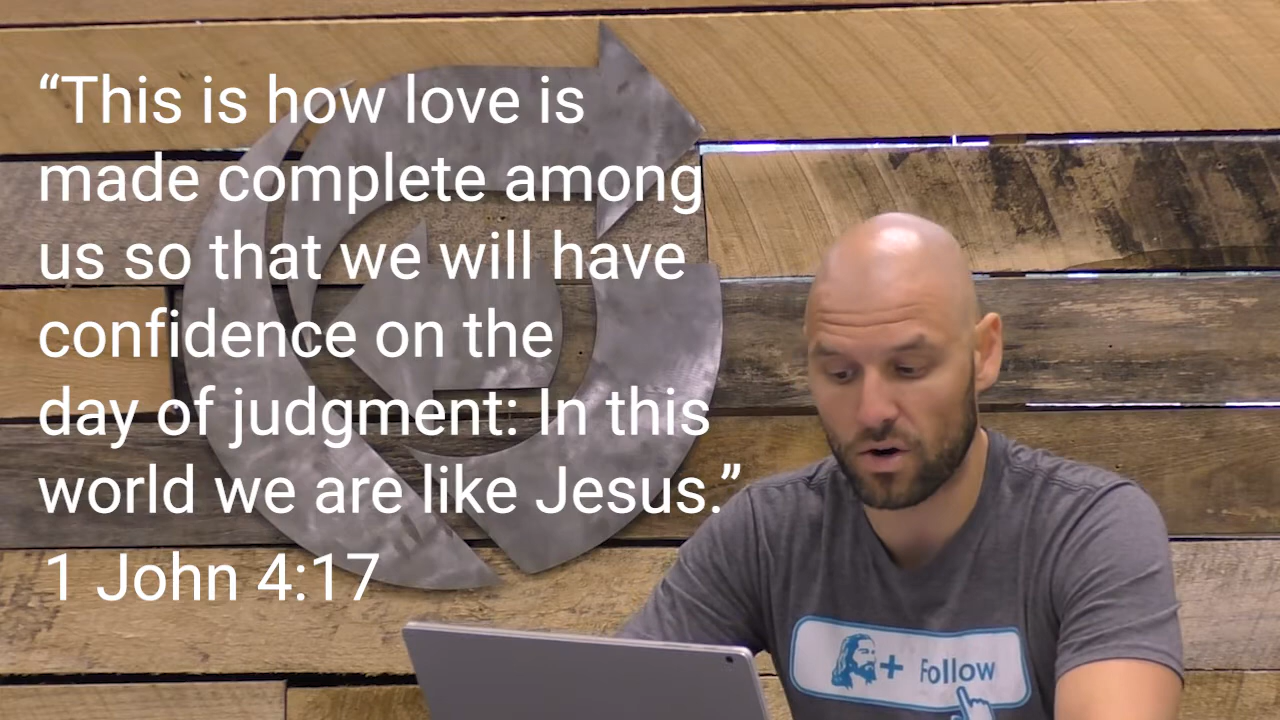 “This is how love is
made complete among
us so that we will have
confidence on the
day of judgment: In this
world we are like Jesus.”
1 John 4:17
+ Follow